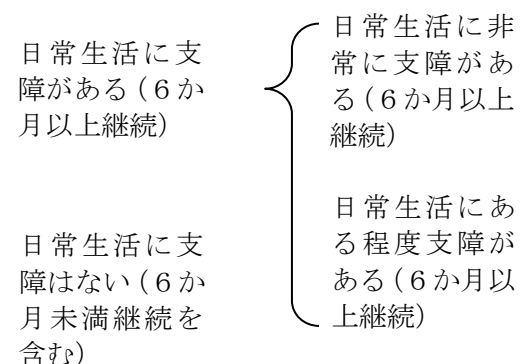 日常生活に支
障がある（６か
月以上継続）
日常生活に支
障はない（６か
月未満継続を
含む）
日常生活に非
常に支障があ
る（６か月以上
継続）
日常生活にあ
る程度支障が
ある（６か月以
上継続）